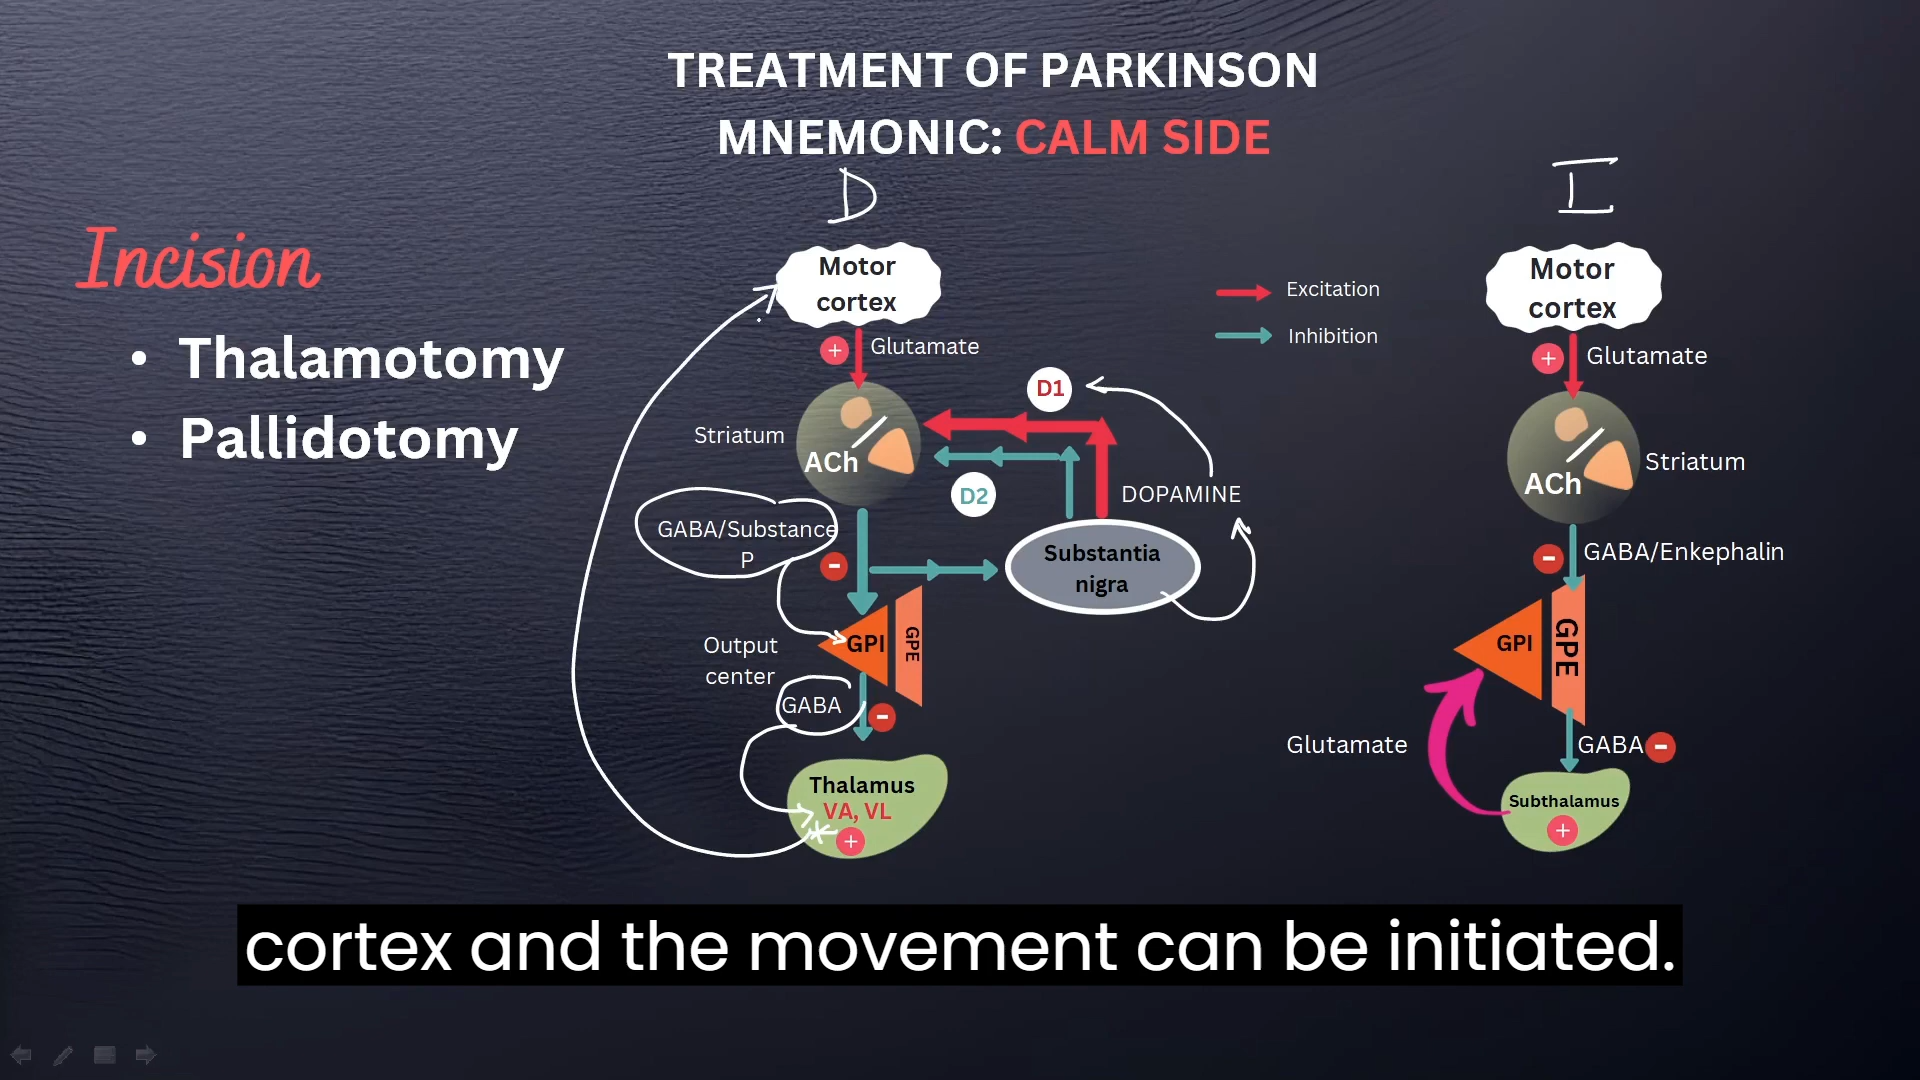 TREATMENT OF PARKINSON
MNEMONIC: CALM SIDE
D
I
Incision
• Thalamotomy
• Pallidotomy
Motor
cortex
Glutamate
Striatum
ACh
D1
D2
DOPAMINE
GABA/Substance
P
Substantia
nigra
Output
center
GPI
GPE
GABA
Thalamus
VA, VL
Excitation
Inhibition
Motor
cortex
Glutamate
ACh
Striatum
GABA/Enkephalin
GPI
GPE
Glutamate
GABA
Subthalamus
cortex and the movement can be initiated.